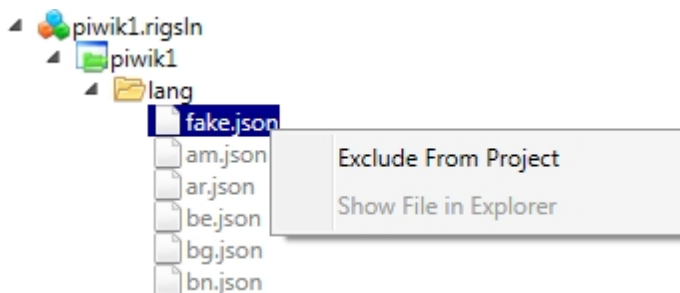 piwik1.rigsln
piwik1
lang
fake.json
am.json
Exclude From Project
ar.json
Show File in Explorer
be.json
bg.json
bn.json